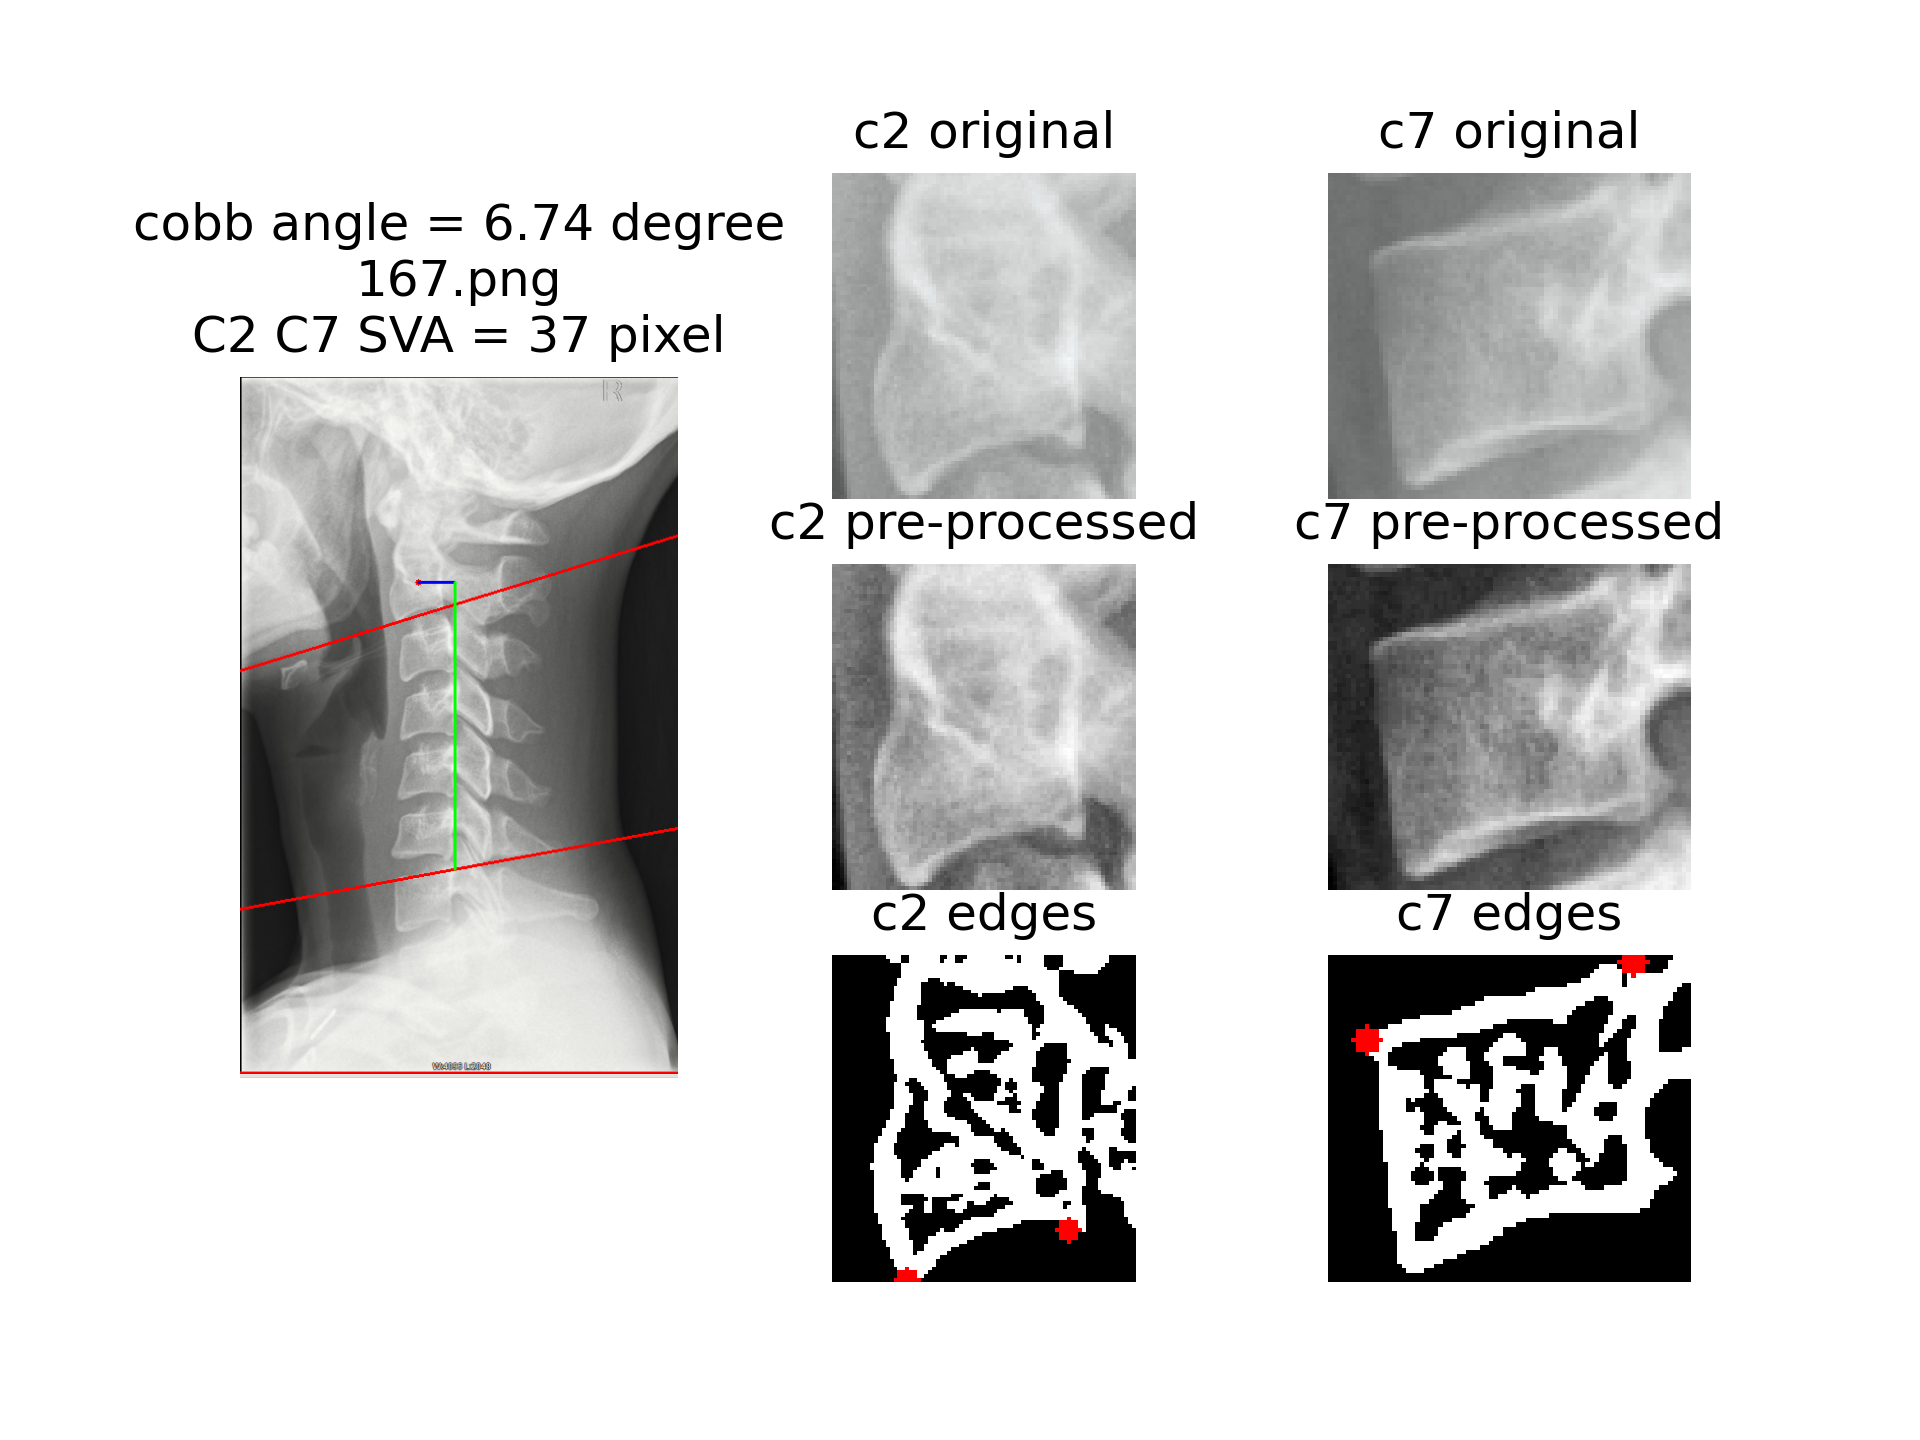 cobb angle = 6.74 degree
167.png
C2 C7 SVA = 37 pixel
R
c2 original
c7 original
c2 pre-processed
c7 pre-processed
c2 edges
c7 edges